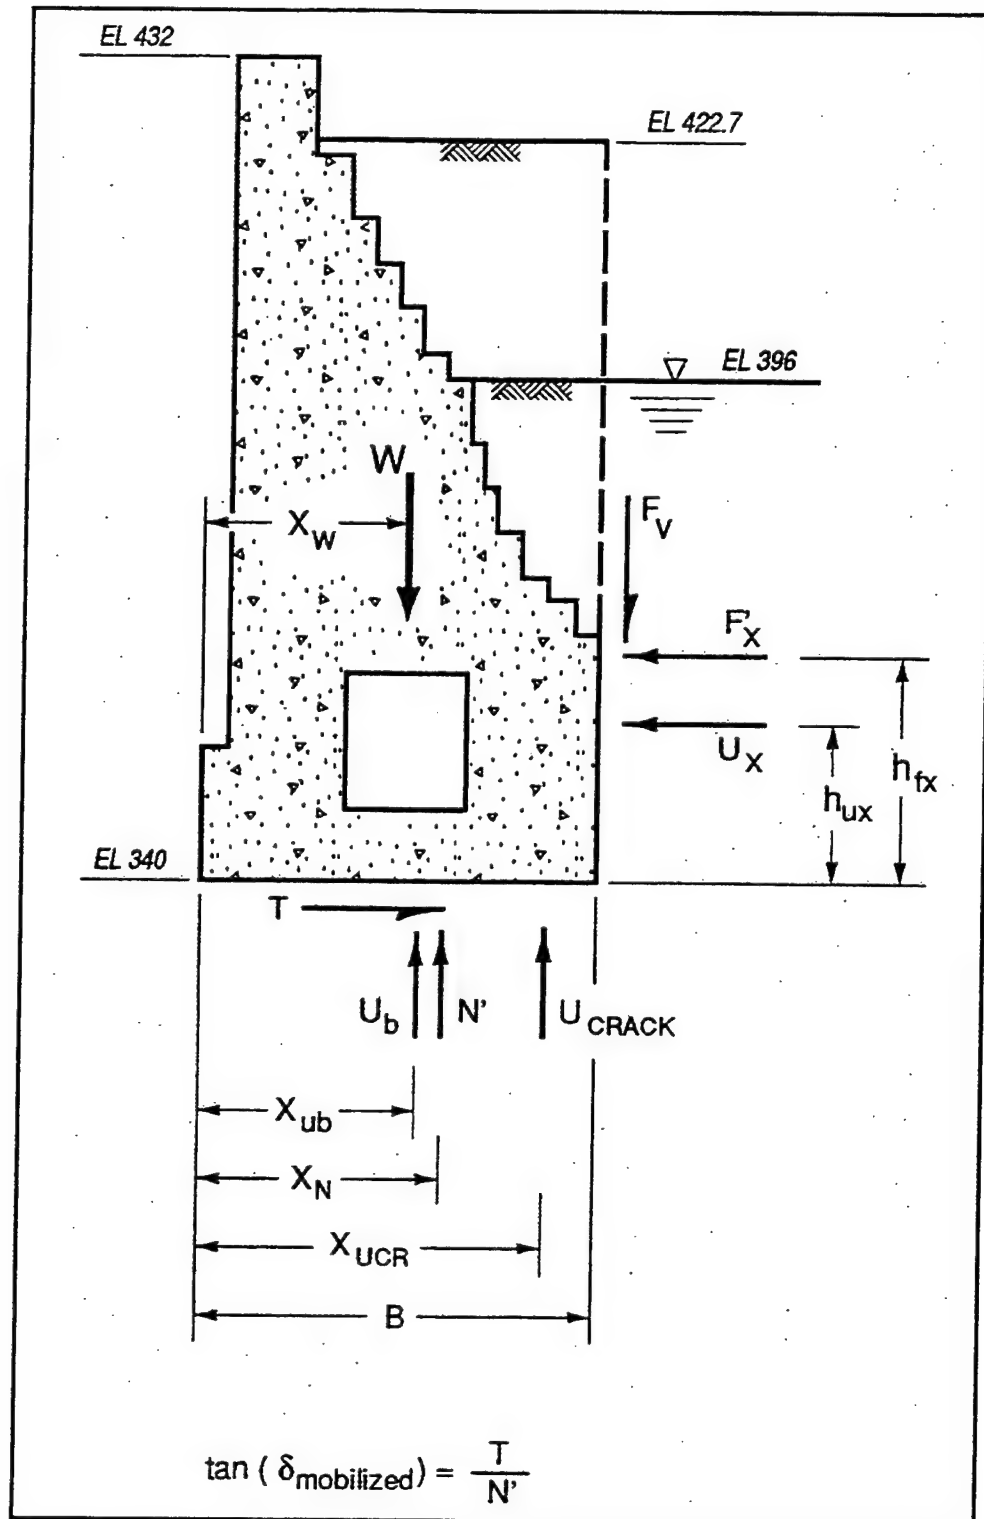 EL 432
EL 422.7
EL 396
W
X_W
F_V
F'_X
U_X
h_fx
h_ux
EL 340
T
U_b
N'
U_CRACK
X_ub
X_N
X_UCR
B
tan ( δ_mobilized) = T / N'